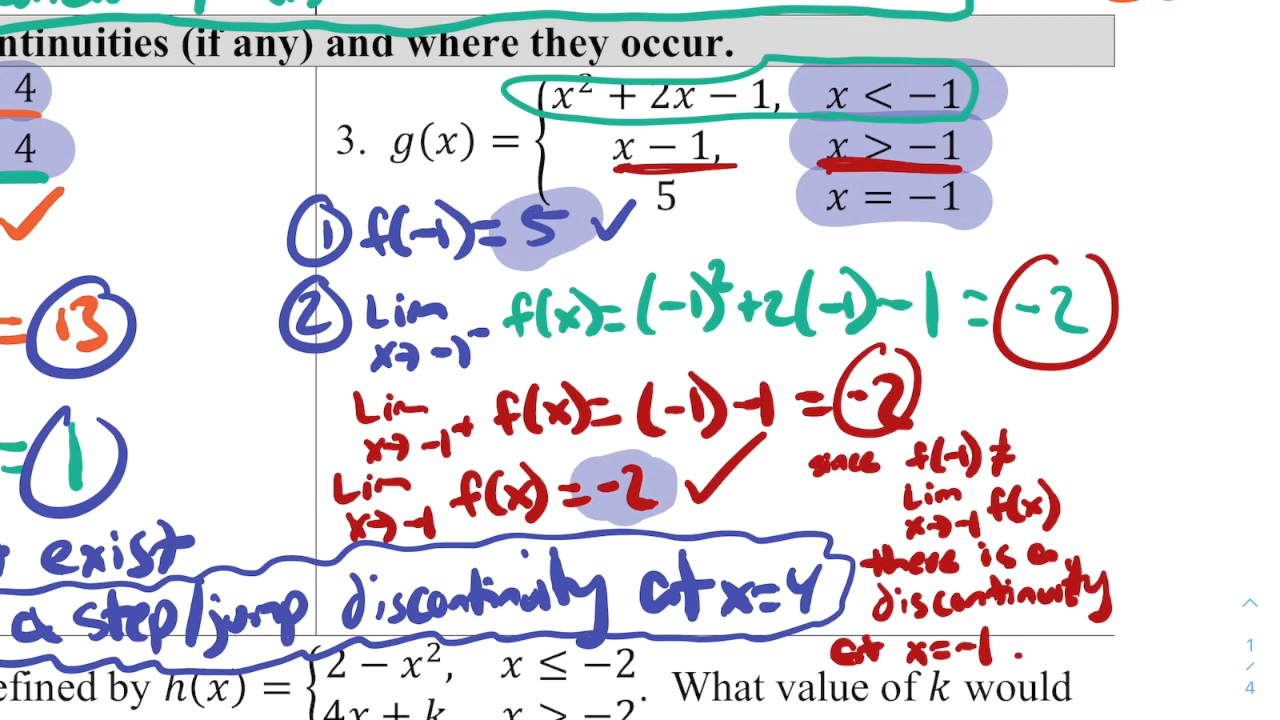 ntinuities (if any) and where they occur.
4
4
3. g(x) = { x² + 2x − 1, x < −1
x − 1, x > −1
5 x = −1
① f(-1) = 5 ✓
② Lim x→-1⁻ f(x) = (-1)² + 2(-1) - 1 = -2
= 13
Lim x→-1⁺ f(x) = (-1) - 1 = -2
= 1
Lim x→-1 f(x) = -2 ✓
since f(-1) ≠
Lim x→-1 f(x)
there is a
discontinuity
at x=-1.
exist
a step/jump discontinuity at x=4
efined by h(x) = { 2 − x², x ≤ −2
4x + k, x > −2 . What value of k would
1
/
4